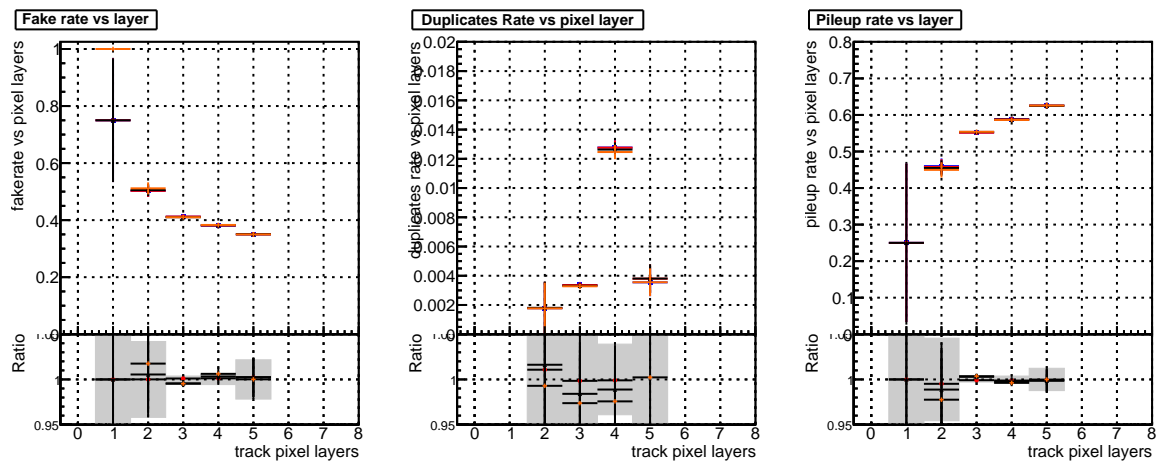 Fake rate vs layer
fakerate vs pixel layers
1
0.8
0.6
0.4
0.2
0
Ratio
1
0.95
0 1 2 3 4 5 6 7 8
track pixel layers
Duplicates Rate vs pixel layer
duplicates rate vs pixel layers
0.02
0.018
0.016
0.014
0.012
0.01
0.008
0.006
0.004
0.002
0
Ratio
1
0.95
0 1 2 3 4 5 6 7 8
track pixel layers
Pileup rate vs layer
pileup rate vs pixel layers
0.8
0.7
0.6
0.5
0.4
0.3
0.2
0.1
0
Ratio
1
0.95
0 1 2 3 4 5 6 7 8
track pixel layers